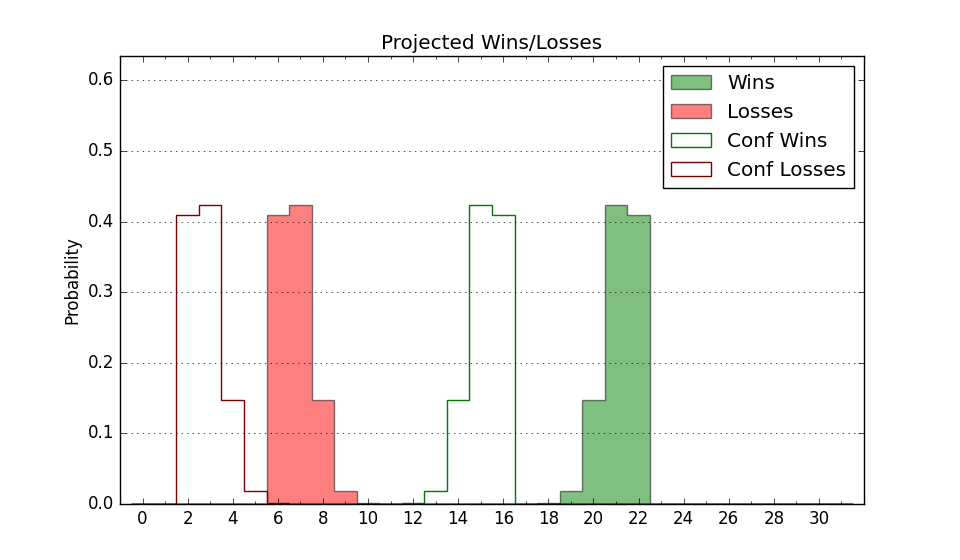 Projected Wins/Losses
Wins
Losses
Conf Wins
Conf Losses
Probability
0.6
0.5
0.4
0.3
0.2
0.1
0.0
0 2 4 6 8 10 12 14 16 18 20 22 24 26 28 30